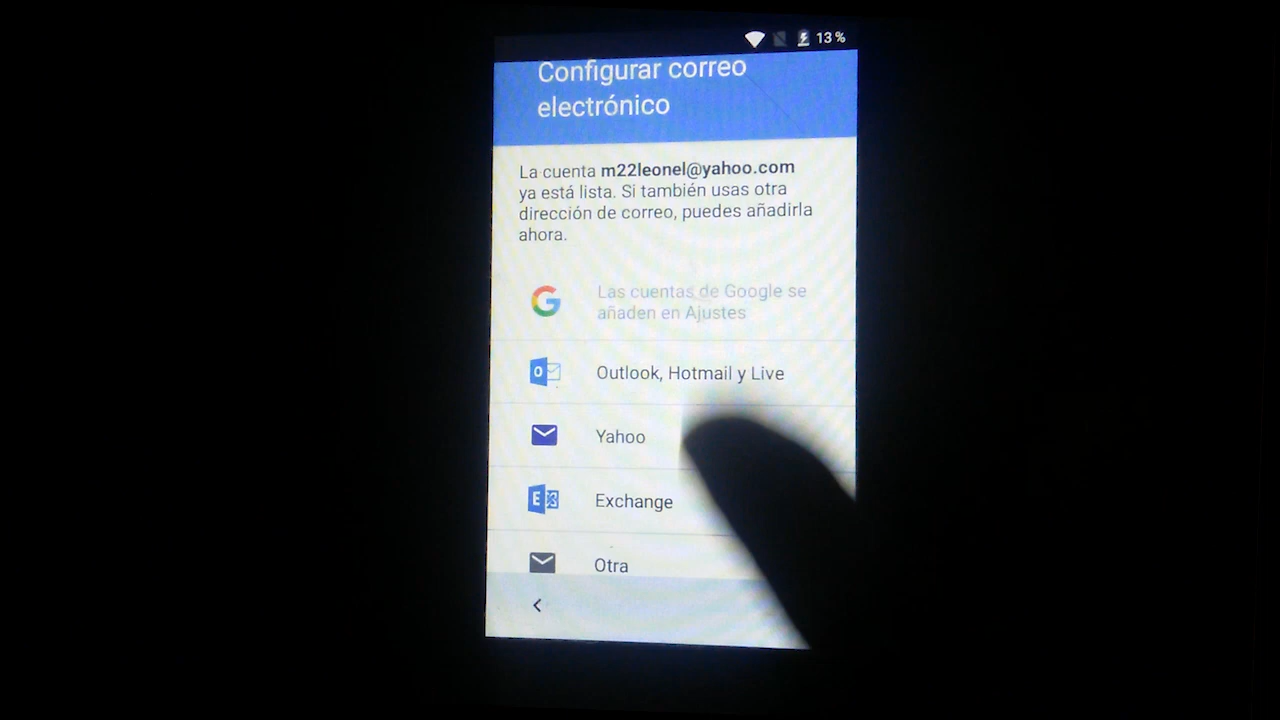 13 %
Configurar correo
electrónico
La cuenta m22leonel@yahoo.com
ya está lista. Si también usas otra
dirección de correo, puedes añadirla
ahora.
Las cuentas de Google se
añaden en Ajustes
Outlook, Hotmail y Live
Yahoo
Exchange
Otra